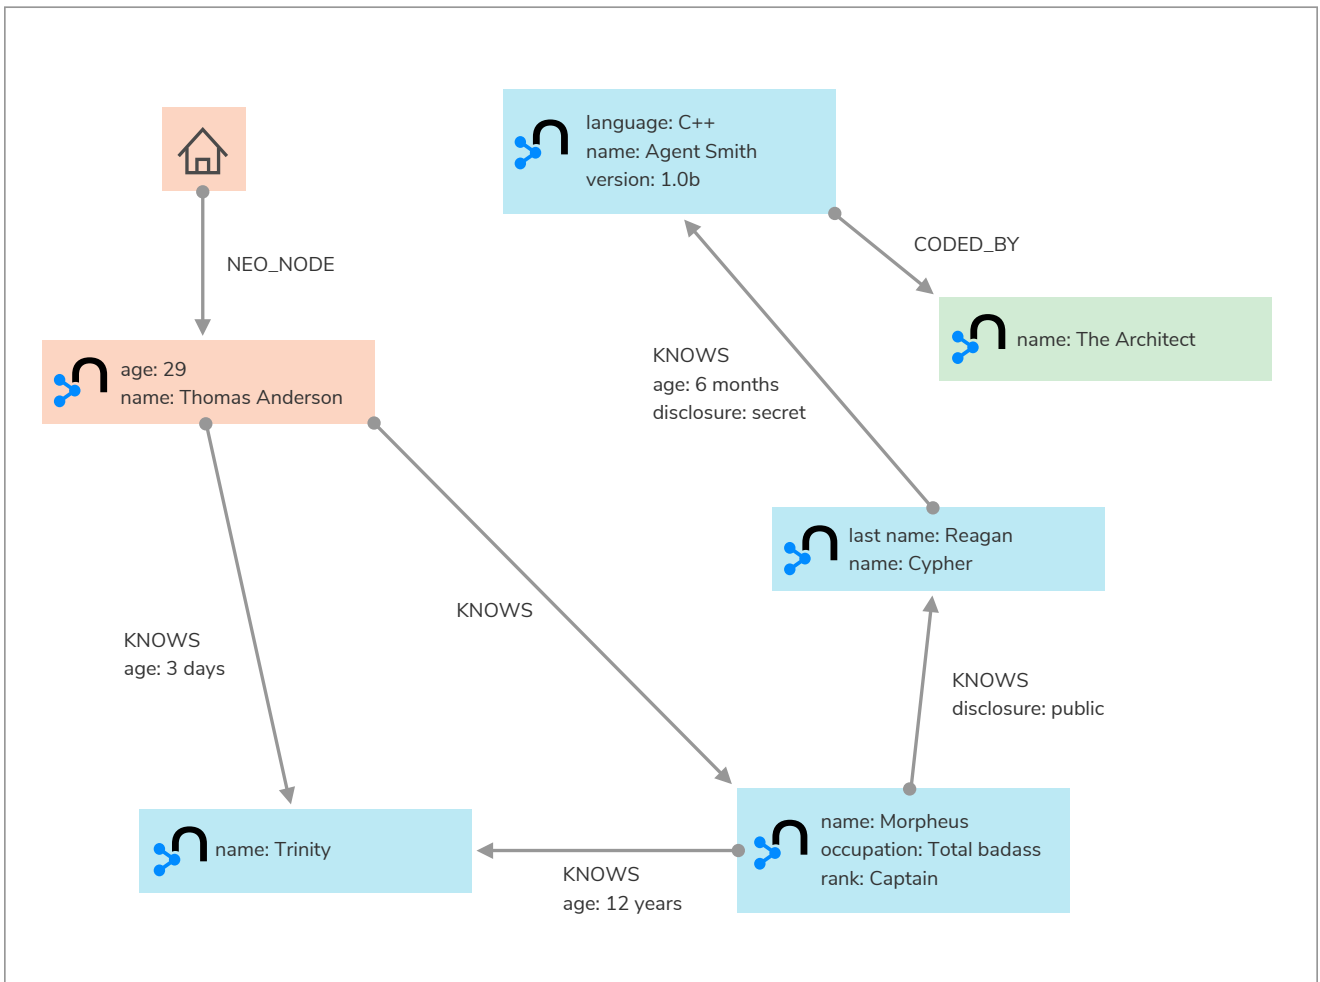 language: C++
name: Agent Smith
version: 1.0b
CODED_BY
NEO_NODE
name: The Architect
age: 29
name: Thomas Anderson
KNOWS
age: 6 months
disclosure: secret
last name: Reagan
name: Cypher
KNOWS
KNOWS
age: 3 days
KNOWS
disclosure: public
name: Trinity
name: Morpheus
occupation: Total badass
rank: Captain
KNOWS
age: 12 years